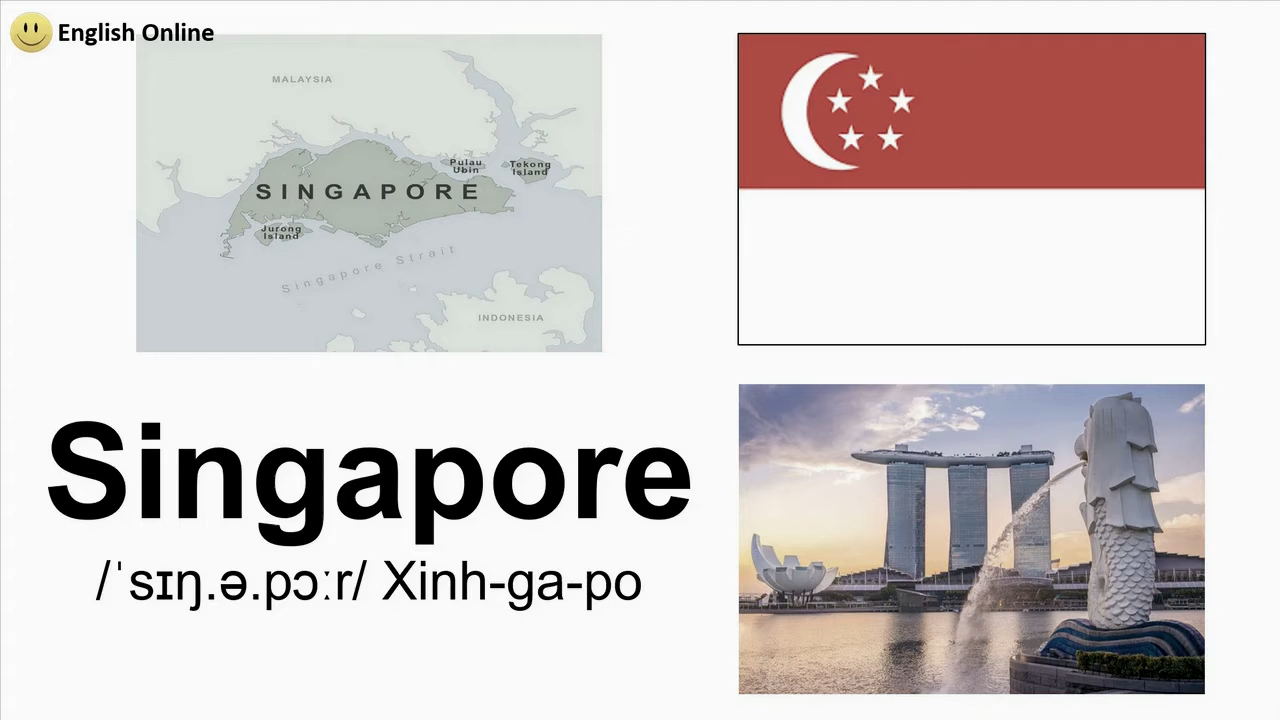 English Online
MALAYSIA
Pulau
Ubin
Tekong
Island
SINGAPORE
Jurong
Island
Singapore Strait
INDONESIA
Singapore
/ˈsɪŋ.ə.pɔːr/ Xinh-ga-po